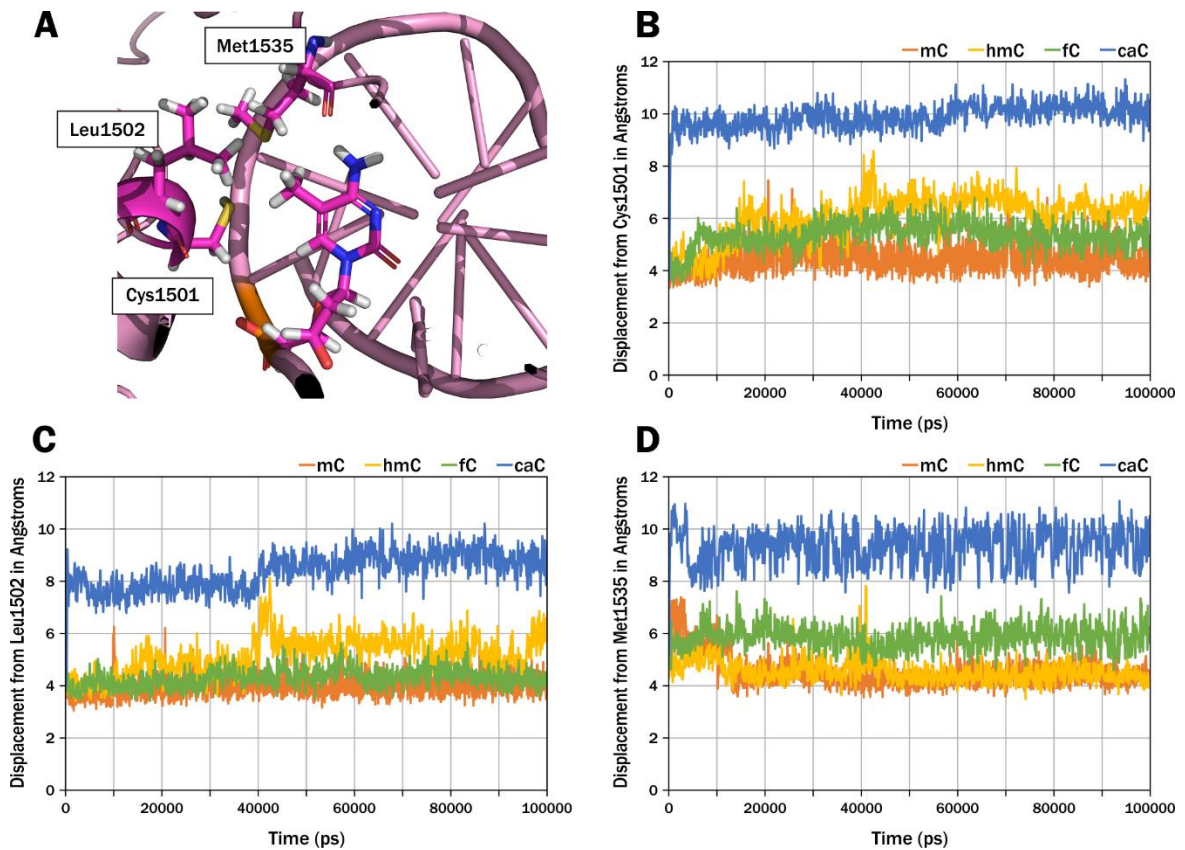 A
Met1535
Leu1502
Cys1501
B
mC hmC fC caC
Displacement from Cys1501 in Angstroms
12
10
8
6
4
2
0
0 20000 40000 60000 80000 100000
Time (ps)
C
mC hmC fC caC
Displacement from Leu1502 in Angstroms
12
10
8
6
4
2
0
0 20000 40000 60000 80000 100000
Time (ps)
D
mC hmC fC caC
Displacement from Met1535 in Angstroms
12
10
8
6
4
2
0
0 20000 40000 60000 80000 100000
Time (ps)